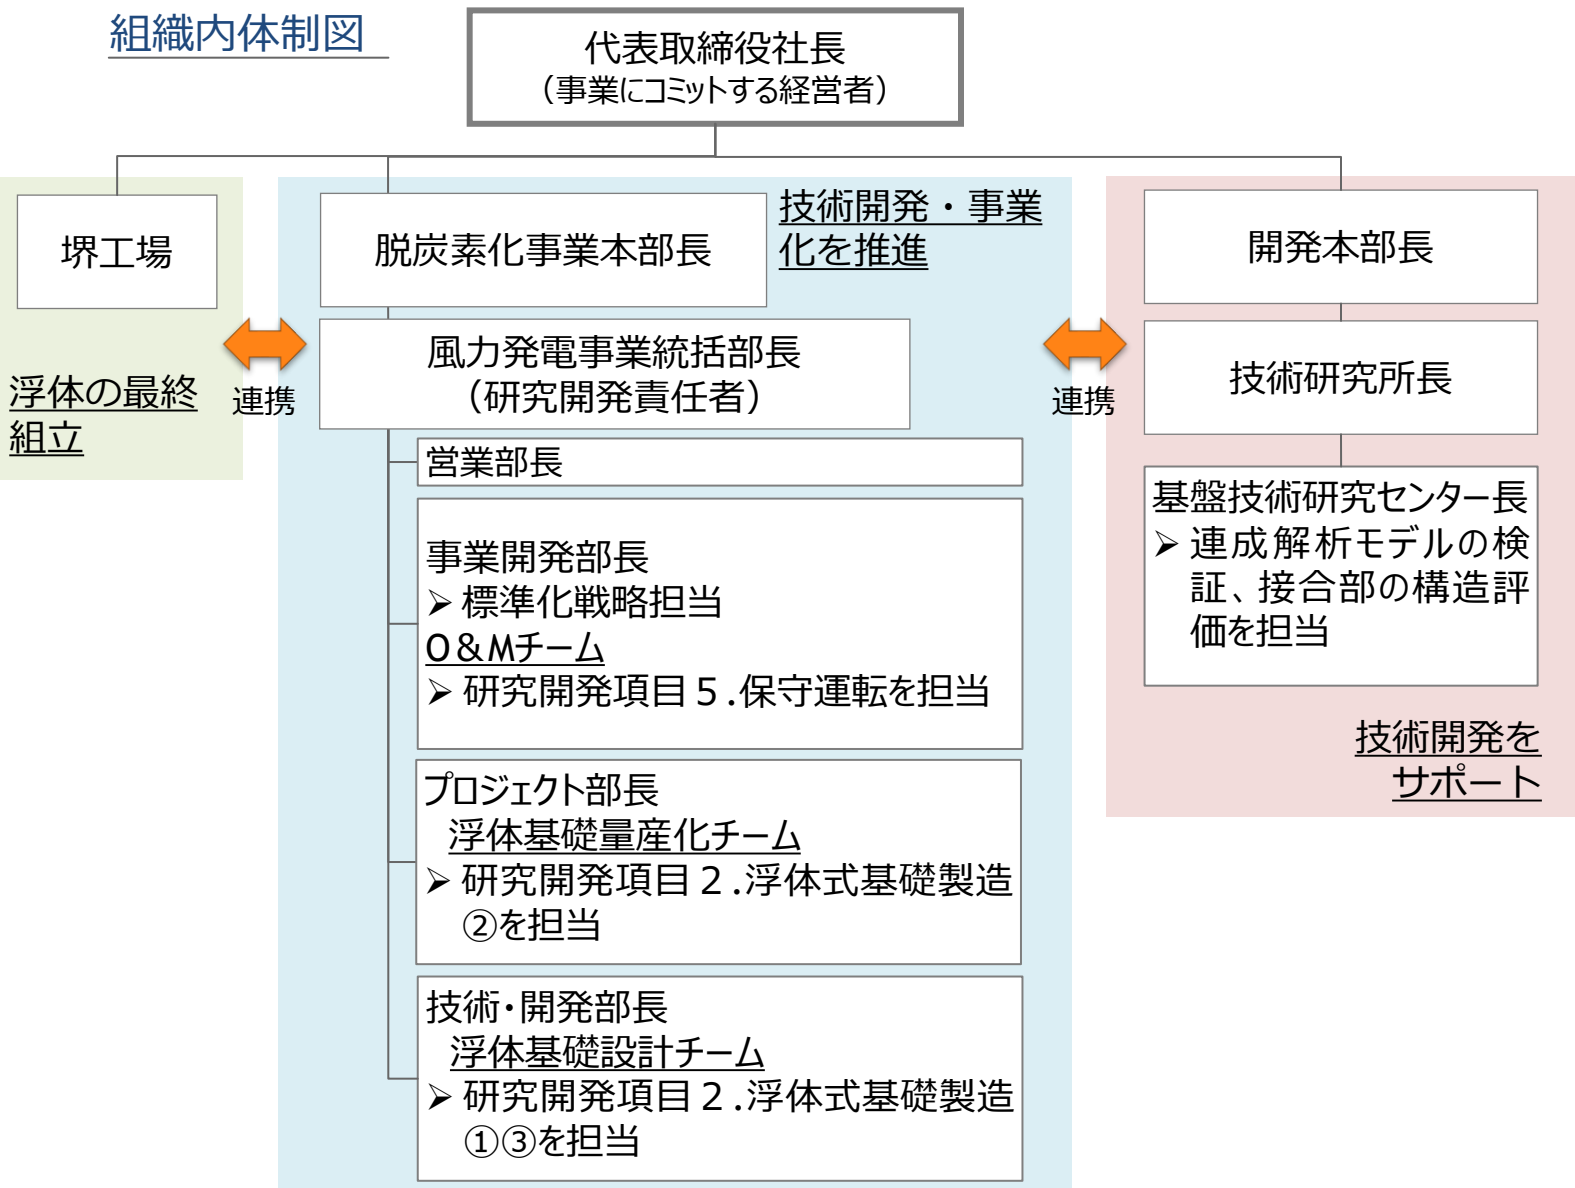 組織内体制図
代表取締役社長
（事業にコミットする経営者）
堺工場
浮体の最終
組立
連携
脱炭素化事業本部長
技術開発・事業
化を推進
風力発電事業統括部長
（研究開発責任者）
営業部長
事業開発部長
➢ 標準化戦略担当
O＆Mチーム
➢ 研究開発項目５.保守運転を担当
プロジェクト部長
浮体基礎量産化チーム
➢ 研究開発項目２.浮体式基礎製造
②を担当
技術・開発部長
浮体基礎設計チーム
➢ 研究開発項目２.浮体式基礎製造
①③を担当
連携
開発本部長
技術研究所長
基盤技術研究センター長
➢ 連成解析モデルの検
証、接合部の構造評
価を担当
技術開発を
サポート